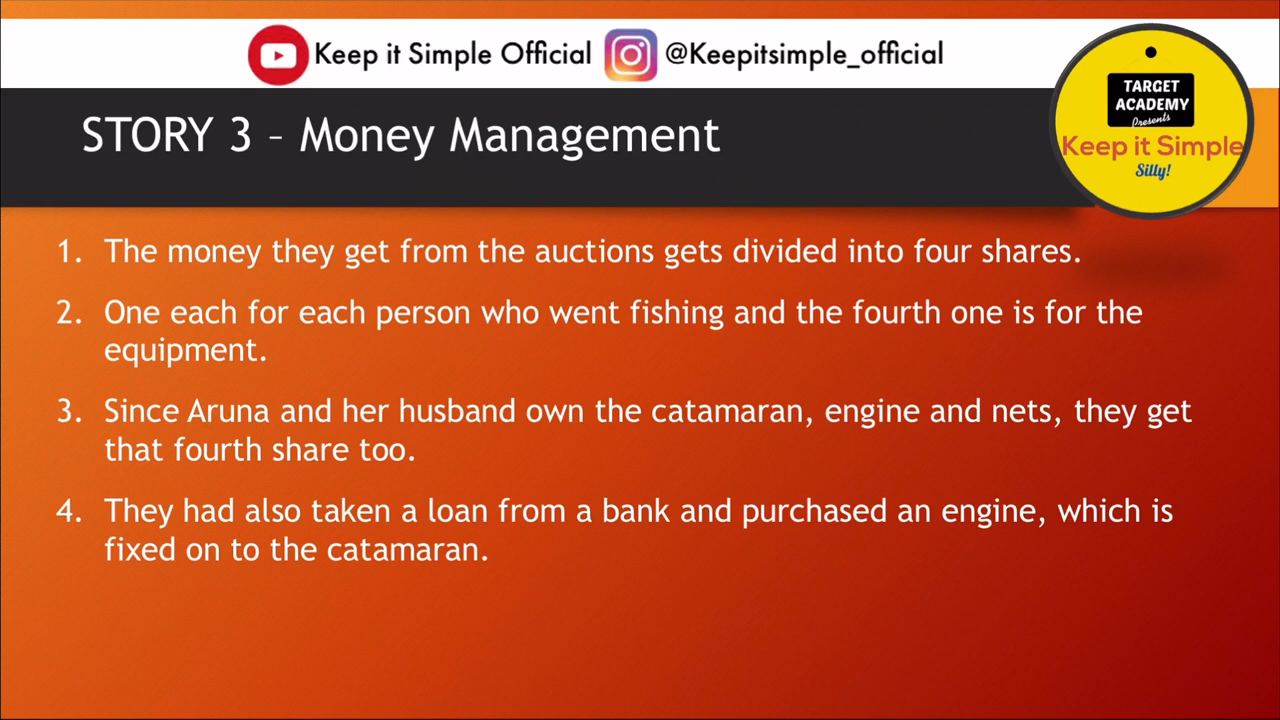 Keep it Simple Official @Keepitsimple_official
TARGET
ACADEMY
Presents
Keep it Simple
Silly!
STORY 3 – Money Management
1. The money they get from the auctions gets divided into four shares.
2. One each for each person who went fishing and the fourth one is for the
equipment.
3. Since Aruna and her husband own the catamaran, engine and nets, they get
that fourth share too.
4. They had also taken a loan from a bank and purchased an engine, which is
fixed on to the catamaran.